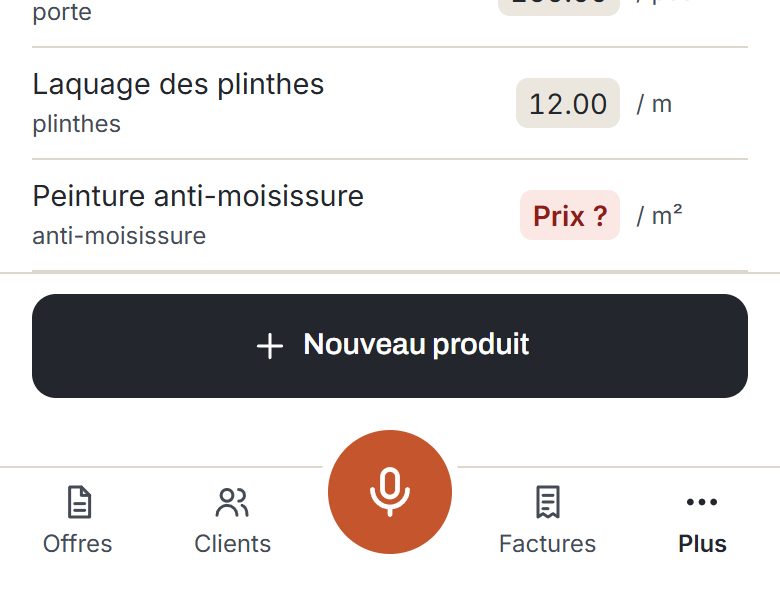 porte
Laquage des plinthes
12.00 / m
plinthes
Peinture anti-moisissure
Prix ? / m²
anti-moisissure
Nouveau produit
Offres
Clients
Factures
Plus